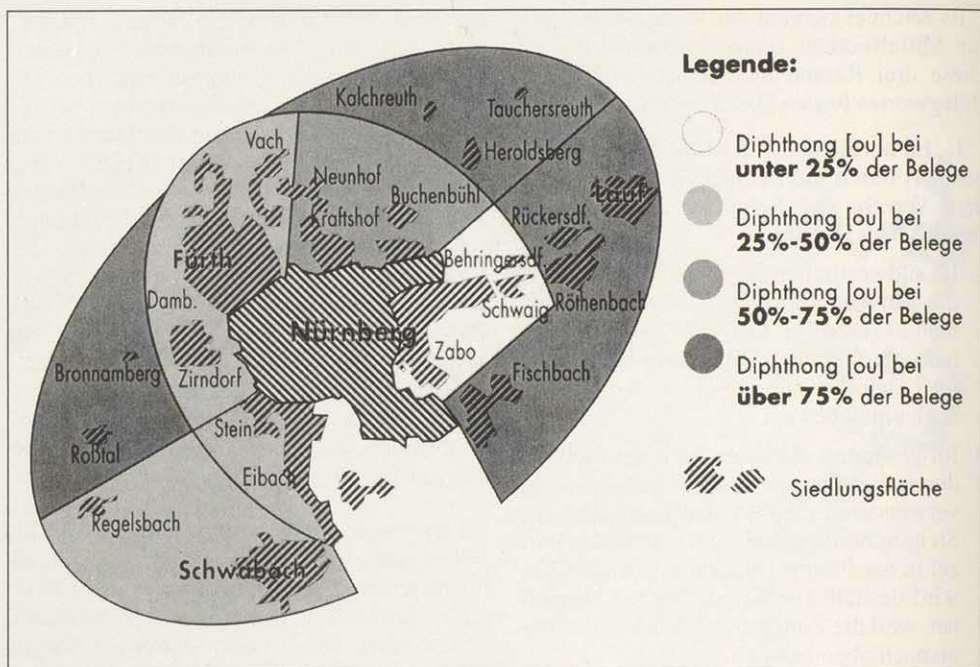 Kalchreuth
Tauchersreuth
Vach
Heroldsberg
Neunhof
Buchenbühl
Lauf
Kraftshof
Rückersdf.
Fürth
Behringersdf.
Damb.
Schwaig
Röthenbach
Nürnberg
Zabo
Bronnamberg
Zirndorf
Fischbach
Stein
Roßtal
Eibach
Regelsbach
Schwabach
Legende:
Diphthong [ou] bei
unter 25% der Belege
Diphthong [ou] bei
25%-50% der Belege
Diphthong [ou] bei
50%-75% der Belege
Diphthong [ou] bei
über 75% der Belege
Siedlungsfläche